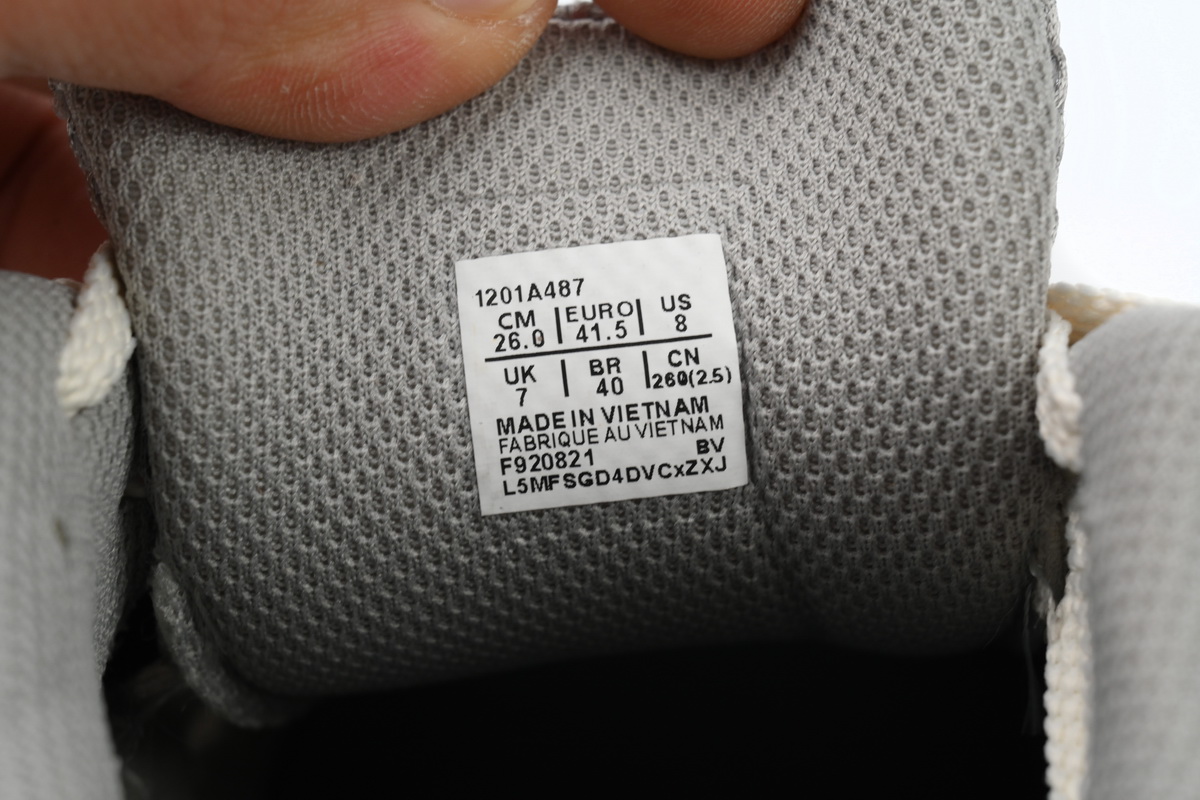 1201A487
CM | EURO | US
26.0 | 41.5 | 8
UK | BR | CN
7 | 40 | 260(2.5)
MADE IN VIETNAM
FABRIQUE AU VIETNAM
F920821 BV
L5MFSGD4DVCxZXJ